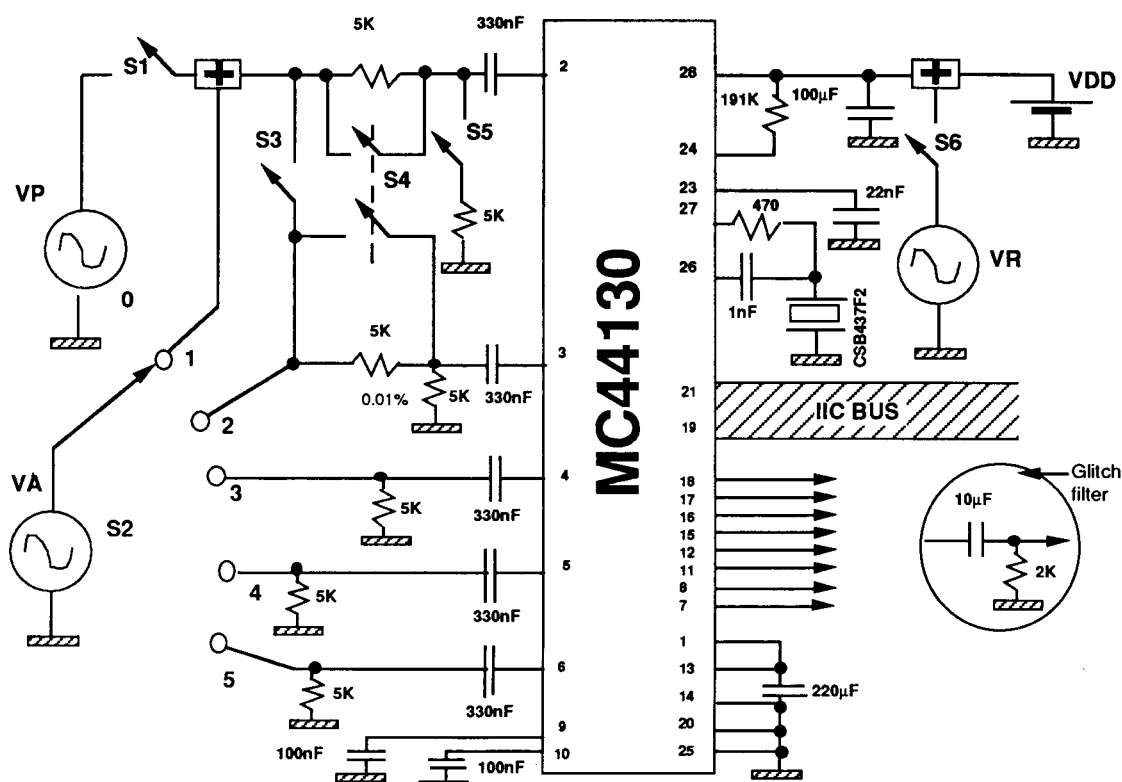 5K
330nF
S1
2
28
VDD
191K
100µF
S3
S5
S6
S4
24
VP
5K
23
22nF
27
470
VR
0
26
1nF
CSB437F2
MC44130
1
5K
3
0.01%
5K
330nF
2
21
IIC BUS
19
VA
3
4
5K
330nF
S2
18
17
16
15
12
11
8
7
Glitch
filter
10µF
2K
4
5
5K
330nF
1
5
6
13
5K
330nF
14
220µF
9
20
100nF
10
100nF
25